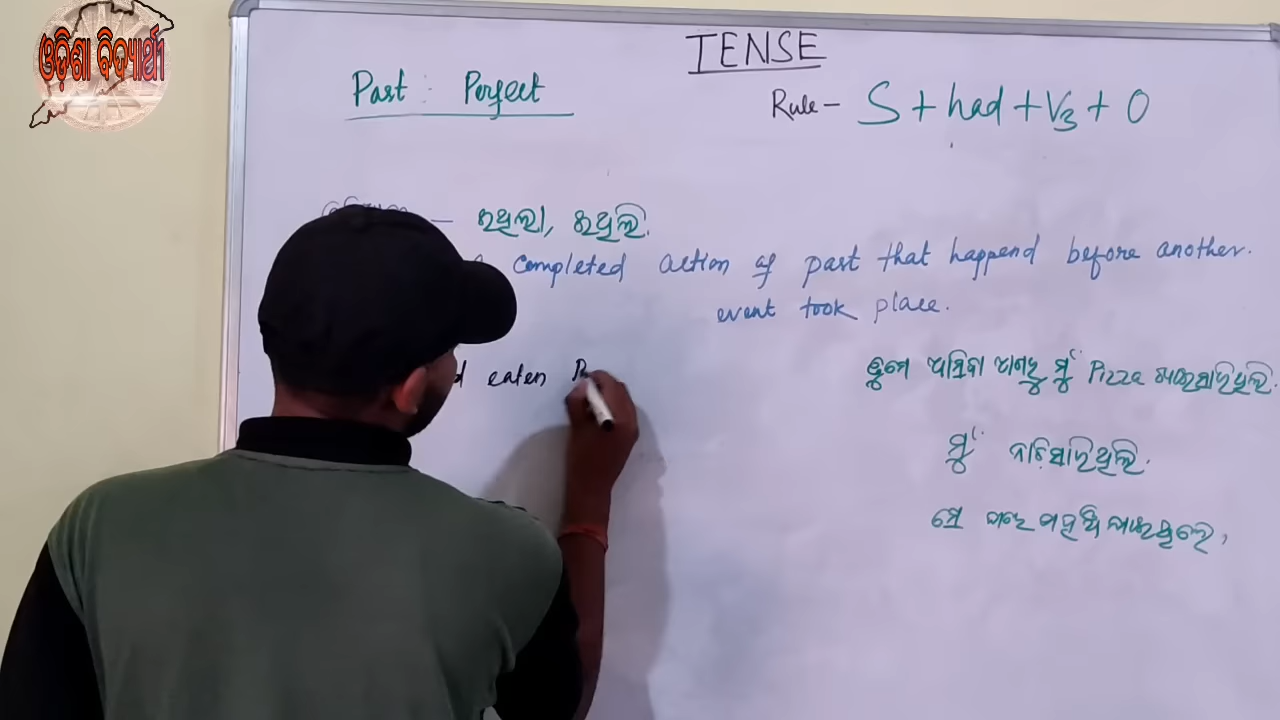 ଓଡ଼ିଶା ବିଦ୍ୟାର୍ଥୀ
TENSE
Past : Perfect
Rule- S + had + V3 + O
— ଇଥିଲା, ଇଥିଲି.
completed action of past that happend before another.
event took place.
eaten
ତୁମେ ଆସିବା ଆଗରୁ ମୁଁ Pizza ଖାଇସାରିଥିଲି.
ମୁଁ ନାଚିସାରିଥିଲି.
ସେ